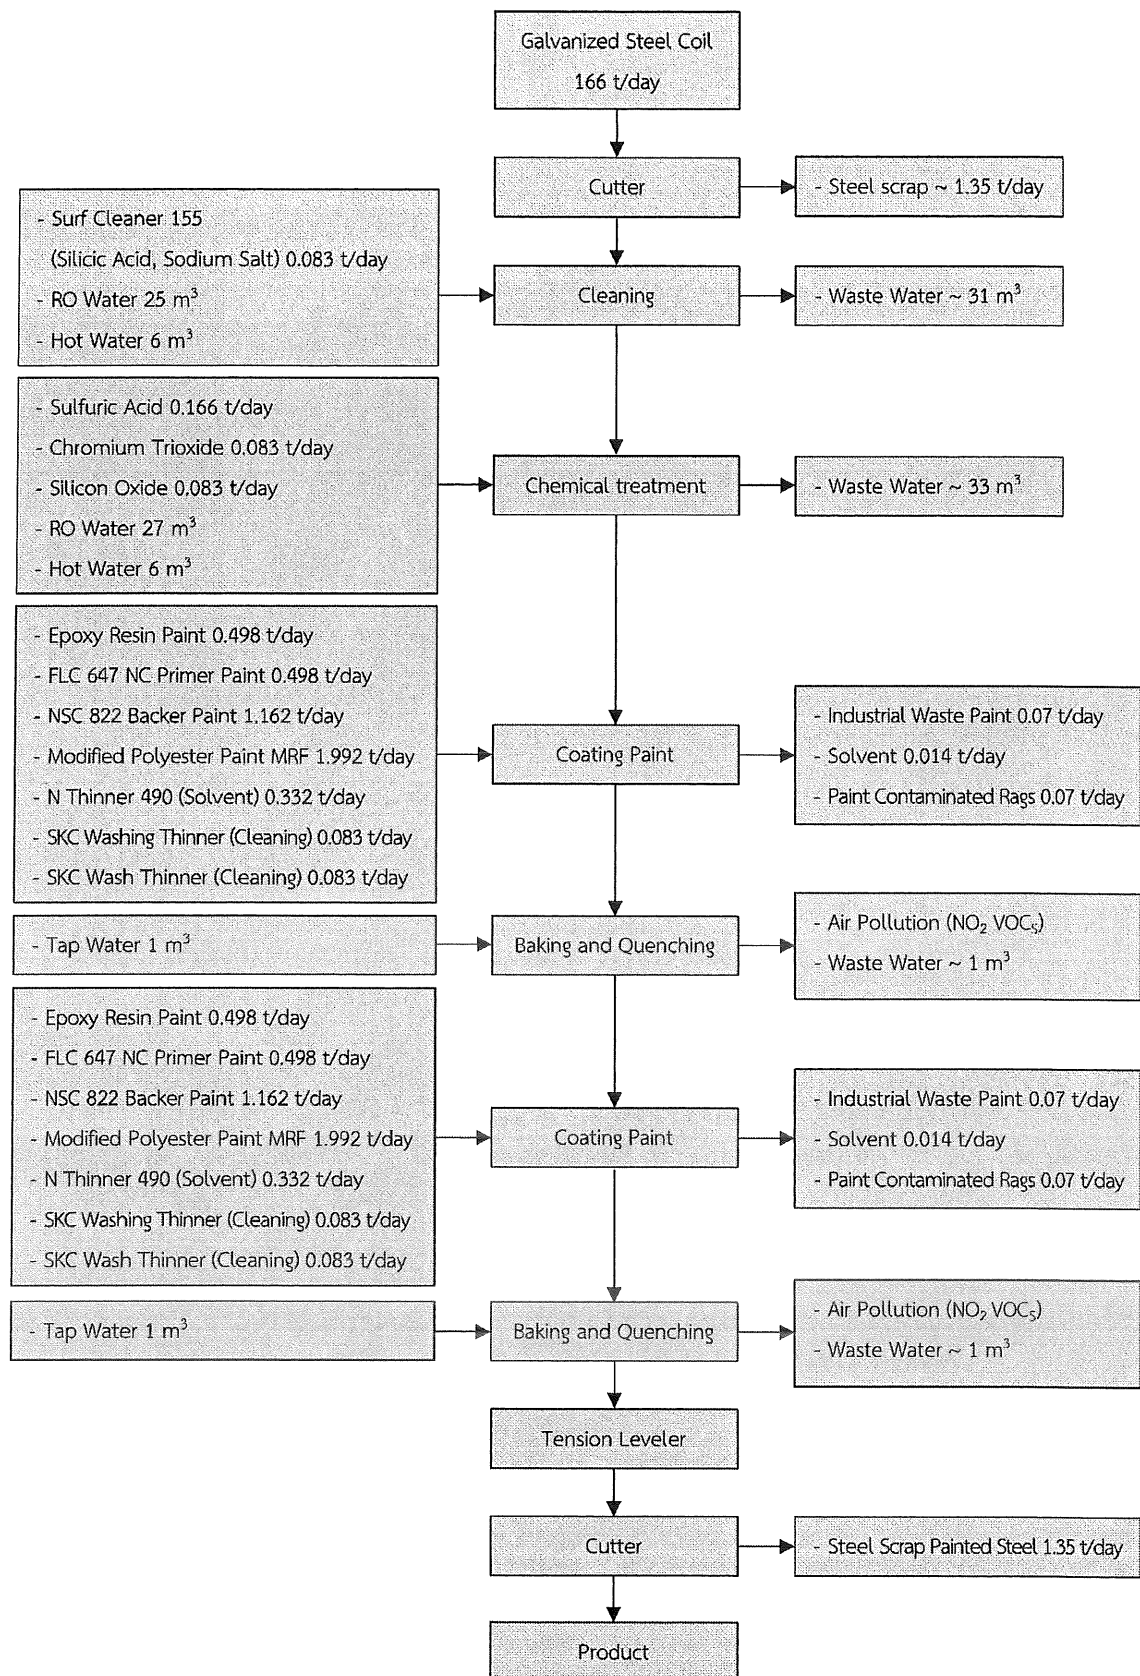 Galvanized Steel Coil
166 t/day
Cutter
- Steel scrap ~ 1.35 t/day
- Surf Cleaner 155
(Silicic Acid, Sodium Salt) 0.083 t/day
- RO Water 25 m³
- Hot Water 6 m³
Cleaning
- Waste Water ~ 31 m³
- Sulfuric Acid 0.166 t/day
- Chromium Trioxide 0.083 t/day
- Silicon Oxide 0.083 t/day
- RO Water 27 m³
- Hot Water 6 m³
Chemical treatment
- Waste Water ~ 33 m³
- Epoxy Resin Paint 0.498 t/day
- FLC 647 NC Primer Paint 0.498 t/day
- NSC 822 Backer Paint 1.162 t/day
- Modified Polyester Paint MRF 1.992 t/day
- N Thinner 490 (Solvent) 0.332 t/day
- SKC Washing Thinner (Cleaning) 0.083 t/day
- SKC Wash Thinner (Cleaning) 0.083 t/day
Coating Paint
- Industrial Waste Paint 0.07 t/day
- Solvent 0.014 t/day
- Paint Contaminated Rags 0.07 t/day
- Tap Water 1 m³
Baking and Quenching
- Air Pollution (NO₂ VOCₛ)
- Waste Water ~ 1 m³
- Epoxy Resin Paint 0.498 t/day
- FLC 647 NC Primer Paint 0.498 t/day
- NSC 822 Backer Paint 1.162 t/day
- Modified Polyester Paint MRF 1.992 t/day
- N Thinner 490 (Solvent) 0.332 t/day
- SKC Washing Thinner (Cleaning) 0.083 t/day
- SKC Wash Thinner (Cleaning) 0.083 t/day
Coating Paint
- Industrial Waste Paint 0.07 t/day
- Solvent 0.014 t/day
- Paint Contaminated Rags 0.07 t/day
- Tap Water 1 m³
Baking and Quenching
- Air Pollution (NO₂ VOCₛ)
- Waste Water ~ 1 m³
Tension Leveler
Cutter
- Steel Scrap Painted Steel 1.35 t/day
Product